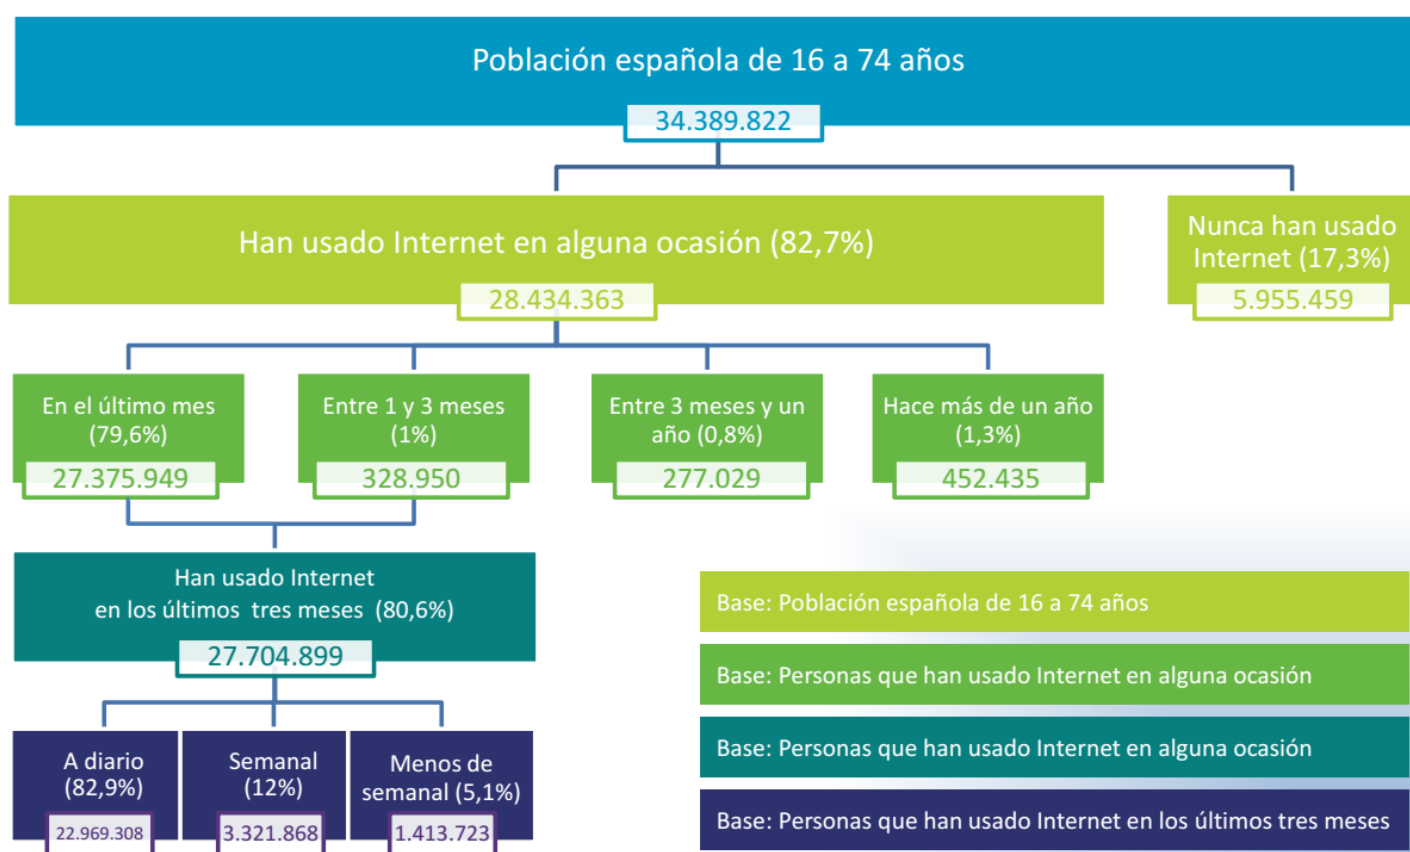 Población española de 16 a 74 años
34.389.822
Han usado Internet en alguna ocasión (82,7%)
28.434.363
Nunca han usado
Internet (17,3%)
5.955.459
En el último mes
(79,6%)
27.375.949
Entre 1 y 3 meses
(1%)
328.950
Entre 3 meses y un
año (0,8%)
277.029
Hace más de un año
(1,3%)
452.435
Han usado Internet
en los últimos tres meses (80,6%)
27.704.899
A diario
(82,9%)
22.969.308
Semanal
(12%)
3.321.868
Menos de
semanal (5,1%)
1.413.723
Base: Población española de 16 a 74 años
Base: Personas que han usado Internet en alguna ocasión
Base: Personas que han usado Internet en alguna ocasión
Base: Personas que han usado Internet en los últimos tres meses